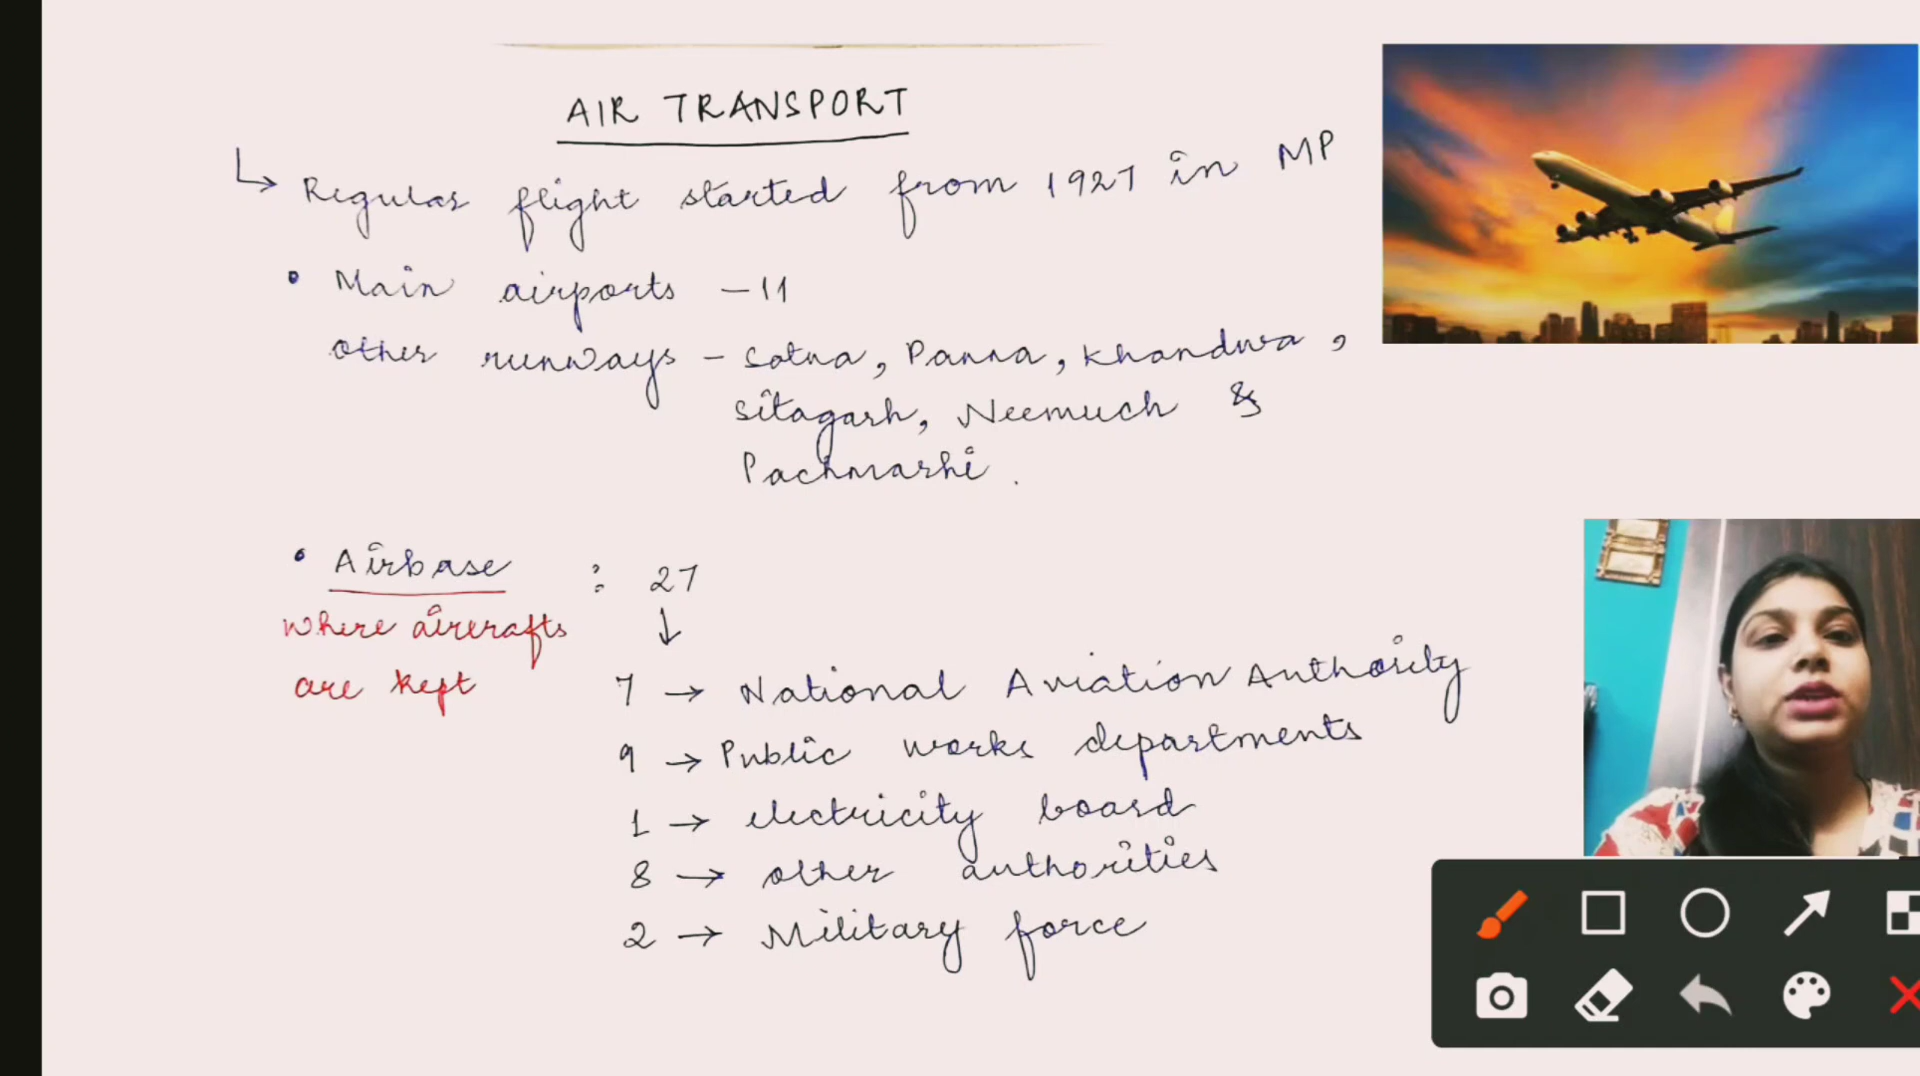 AIR TRANSPORT
↳ Regular flight started from 1927 in MP
• Main airports - 11
other runways - Satna, Panna, Khandwa,
Sitagarh, Neemuch &
Pachmarhi.
• Airbase : 27
where aircrafts
are kept
↓
7 → National Aviation Authority
9 → Public works departments
1 → electricity board
8 → other authorities
2 → Military force